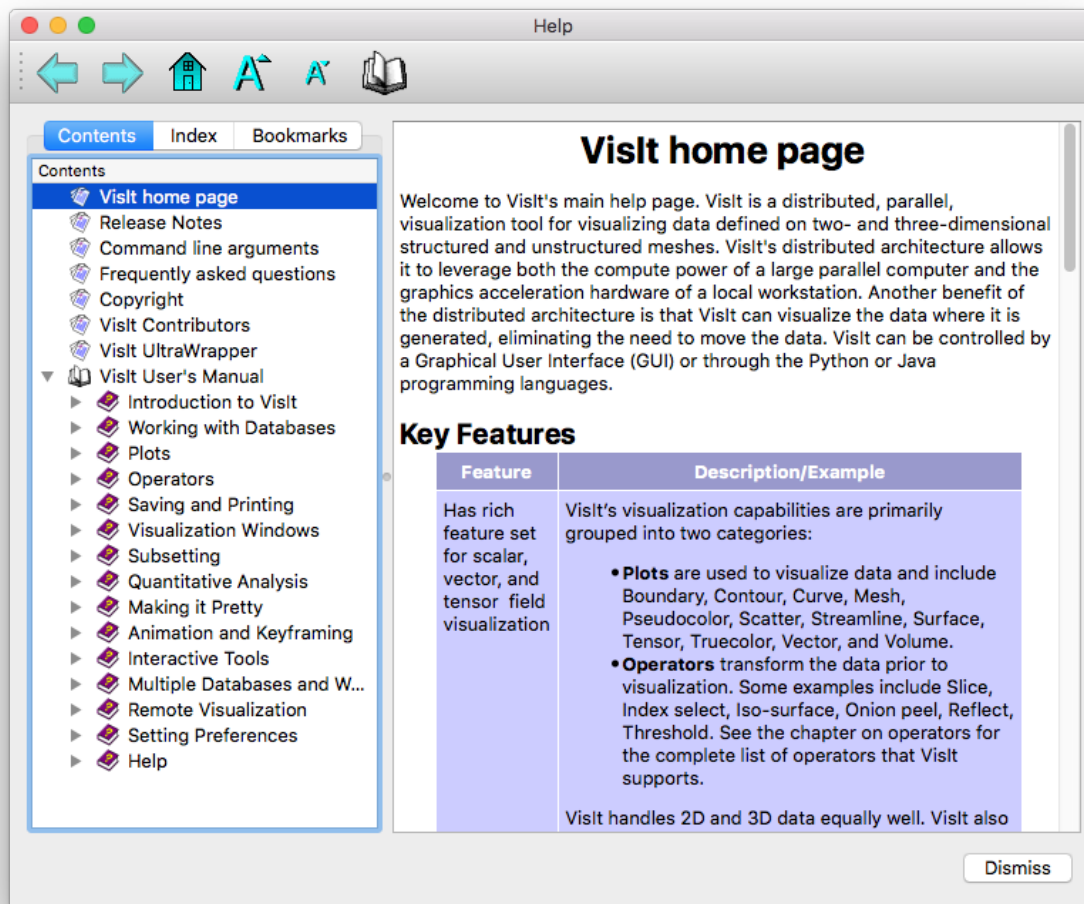 Help
Contents
Index
Bookmarks
Contents
VisIt home page
Release Notes
Command line arguments
Frequently asked questions
Copyright
VisIt Contributors
VisIt UltraWrapper
VisIt User's Manual
Introduction to VisIt
Working with Databases
Plots
Operators
Saving and Printing
Visualization Windows
Subsetting
Quantitative Analysis
Making it Pretty
Animation and Keyframing
Interactive Tools
Multiple Databases and W...
Remote Visualization
Setting Preferences
Help
VisIt home page
Welcome to VisIt's main help page. VisIt is a distributed, parallel,
visualization tool for visualizing data defined on two- and three-dimensional
structured and unstructured meshes. VisIt's distributed architecture allows
it to leverage both the compute power of a large parallel computer and the
graphics acceleration hardware of a local workstation. Another benefit of
the distributed architecture is that VisIt can visualize the data where it is
generated, eliminating the need to move the data. VisIt can be controlled by
a Graphical User Interface (GUI) or through the Python or Java
programming languages.
Key Features
Feature
Description/Example
Has rich
feature set
for scalar,
vector, and
tensor field
visualization
VisIt’s visualization capabilities are primarily
grouped into two categories:
• Plots are used to visualize data and include
Boundary, Contour, Curve, Mesh,
Pseudocolor, Scatter, Streamline, Surface,
Tensor, Truecolor, Vector, and Volume.
• Operators transform the data prior to
visualization. Some examples include Slice,
Index select, Iso-surface, Onion peel, Reflect,
Threshold. See the chapter on operators for
the complete list of operators that VisIt
supports.
VisIt handles 2D and 3D data equally well. VisIt also
Dismiss